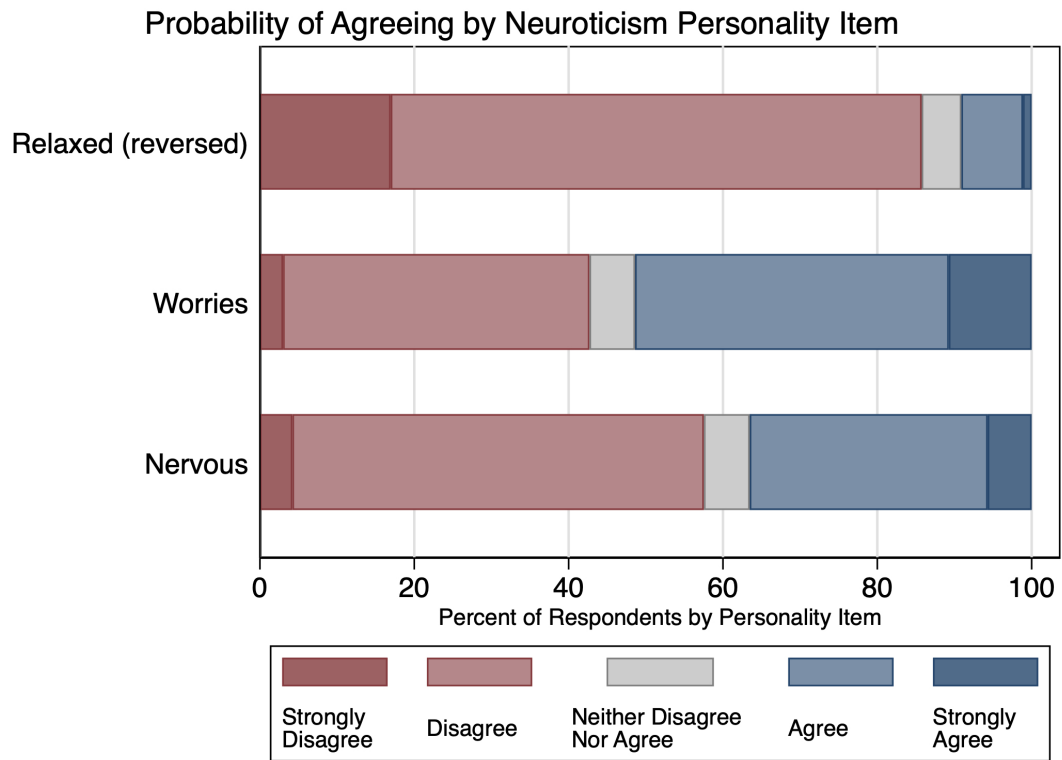 Probability of Agreeing by Neuroticism Personality Item
Relaxed (reversed)
Worries
Nervous
0 20 40 60 80 100
Percent of Respondents by Personality Item
Strongly Disagree
Disagree
Neither Disagree Nor Agree
Agree
Strongly Agree